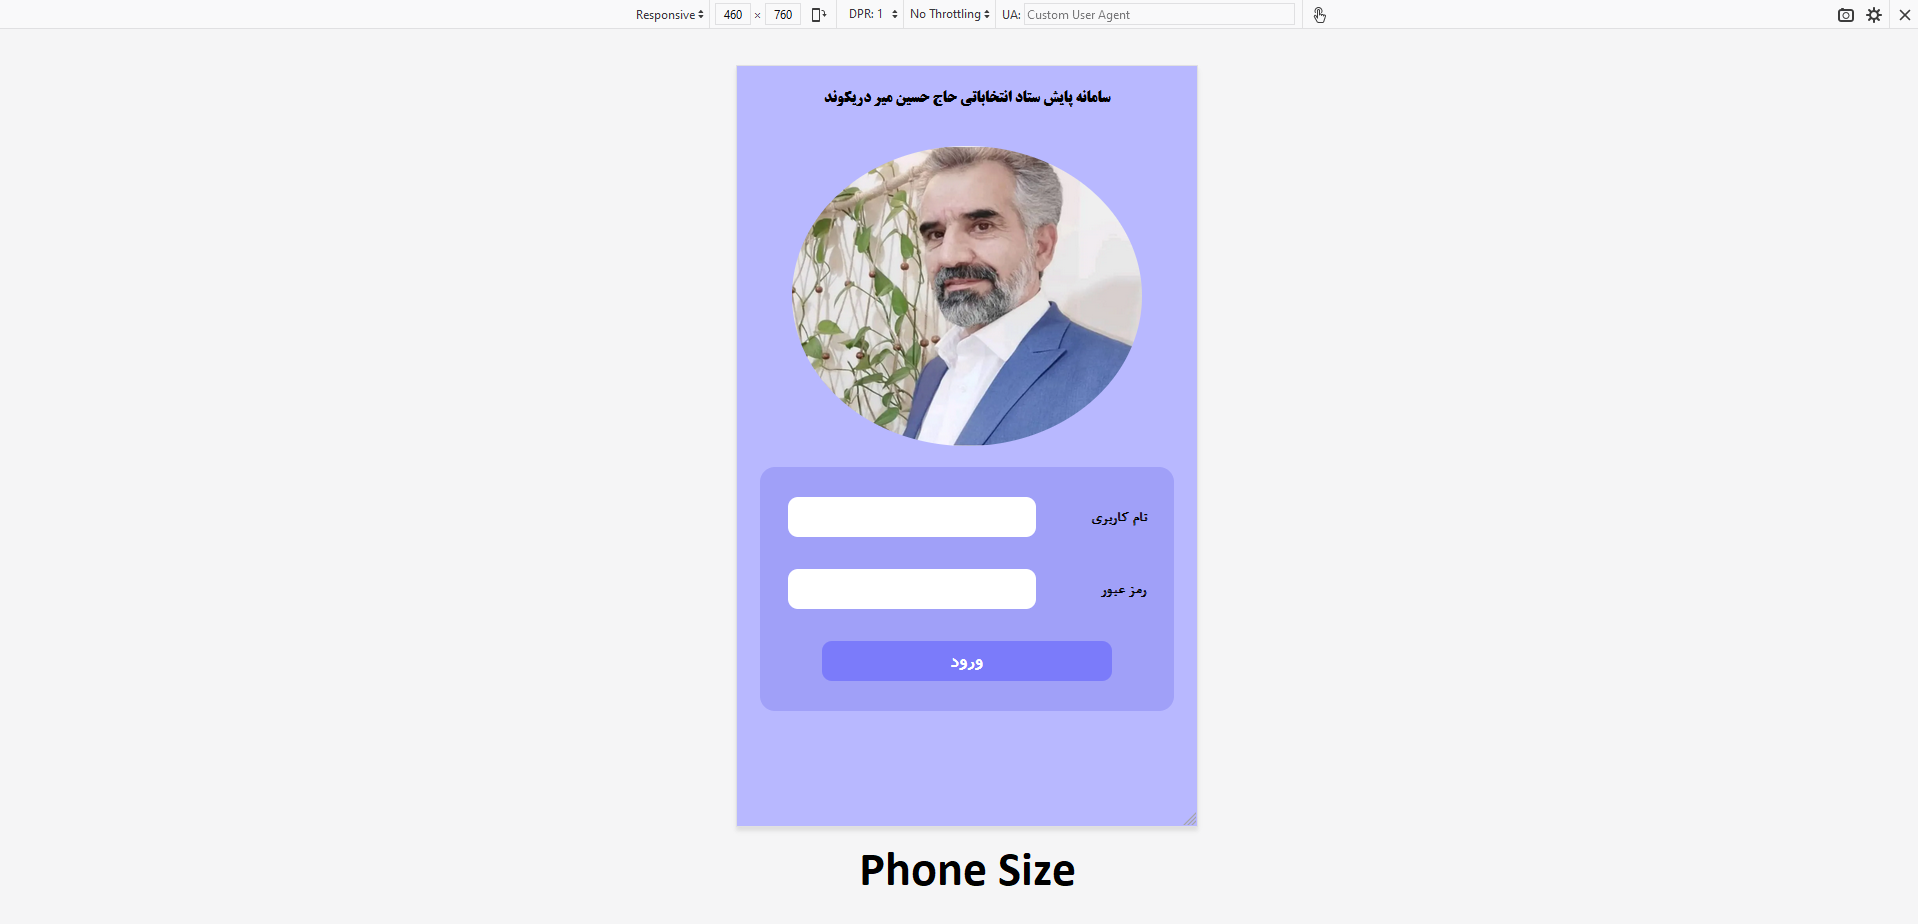 Responsive 460 × 760 DPR: 1 No Throttling UA: Custom User Agent
سامانه پایش ستاد انتخاباتی حاج حسین میر دریکوند
نام کاربری
رمز عبور
ورود
Phone Size